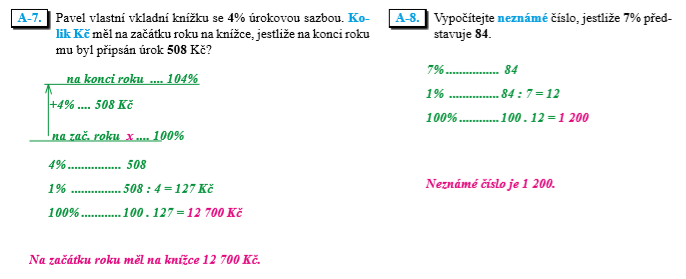 A-7. Pavel vlastní vkladní knížku se 4% úrokovou sazbou. Ko-
lik Kč měl na začátku roku na knížce, jestliže na konci roku
mu byl připsán úrok 508 Kč?
na konci roku .... 104%
+4% .... 508 Kč
na zač. roku x .... 100%
4% ................ 508
1% ............... 508 : 4 = 127 Kč
100% ............ 100 . 127 = 12 700 Kč
Na začátku roku měl na knížce 12 700 Kč.
A-8. Vypočítejte neznámé číslo, jestliže 7% před-
stavuje 84.
7% ................ 84
1% ............... 84 : 7 = 12
100% ............ 100 . 12 = 1 200
Neznámé číslo je 1 200.